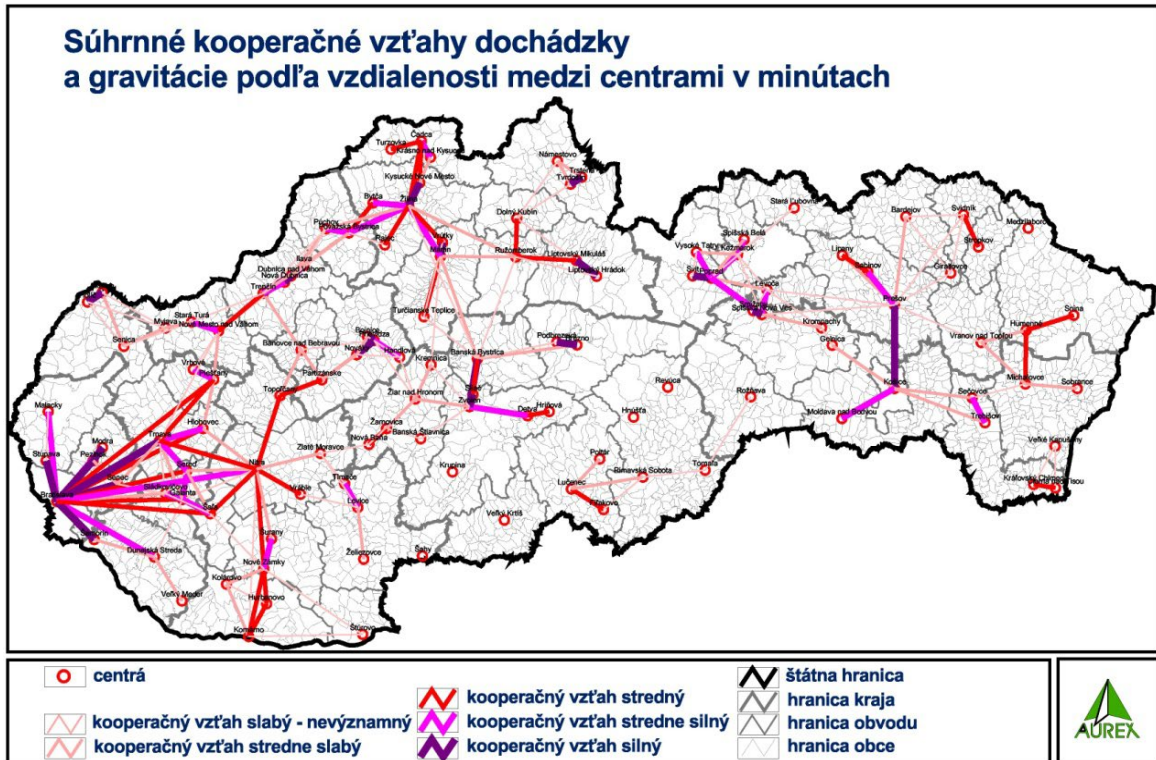 Súhrnné kooperačné vzťahy dochádzky
a gravitácie podľa vzdialenosti medzi centrami v minútach
Čadca
Turzovka
Krásno nad Kysucou
Kysucké Nové Mesto
Námestovo
Trstená
Tvrdošín
Bytča
Žilina
Dolný Kubín
Stará Ľubovňa
Bardejov
Svidník
Medzilaborce
Stropkov
Púchov
Považská Bystrica
Rajec
Vrútky
Martin
Ružomberok
Liptovský Mikuláš
Liptovský Hrádok
Vysoké Tatry
Spišská Belá
Kežmarok
Svit
Poprad
Levoča
Spišská Nová Ves
Lipany
Sabinov
Giraltovce
Prešov
Ilava
Dubnica nad Váhom
Nová Dubnica
Trenčín
Turčianske Teplice
Krompachy
Gelnica
Snina
Humenné
Vranov nad Topľou
Michalovce
Sobrance
Stará Turá
Myjava
Nové Mesto nad Váhom
Senica
Bánovce nad Bebravou
Bojnice
Prievidza
Nováky
Handlová
Kremnica
Banská Bystrica
Podbrezová
Brezno
Vrbové
Piešťany
Partizánske
Topoľčany
Žiar nad Hronom
Sliač
Zvolen
Detva
Hriňová
Revúca
Rožňava
Hnúšťa
Košice
Sečovce
Moldava nad Bodvou
Trebišov
Malacky
Hlohovec
Žarnovica
Nová Baňa
Banská Štiavnica
Modra
Pezinok
Trnava
Stupava
Zlaté Moravce
Nitra
Krupina
Poltár
Rimavská Sobota
Tornaľa
Veľké Kapušany
Bratislava
Senec
Sereď
Sládkovičovo
Galanta
Šaľa
Vráble
Tlmače
Levice
Lučenec
Fiľakovo
Kráľovský Chlmec
Čierna nad Tisou
Veľký Krtíš
Šamorín
Dunajská Streda
Šurany
Nové Zámky
Želiezovce
Šahy
Veľký Meder
Kolárovo
Hurbanovo
Komárno
Štúrovo
centrá
kooperačný vzťah slabý - nevýznamný
kooperačný vzťah stredne slabý
kooperačný vzťah stredný
kooperačný vzťah stredne silný
kooperačný vzťah silný
štátna hranica
hranica kraja
hranica obvodu
hranica obce
AUREX